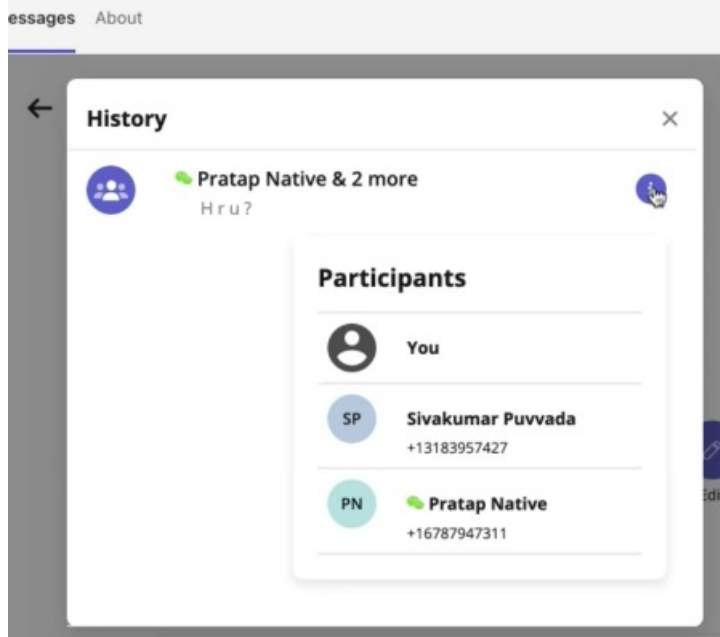 essages About
History
Pratap Native & 2 more
H r u ?
Participants
You
SP
Sivakumar Puvvada
+13183957427
PN
Pratap Native
+16787947311
Edi